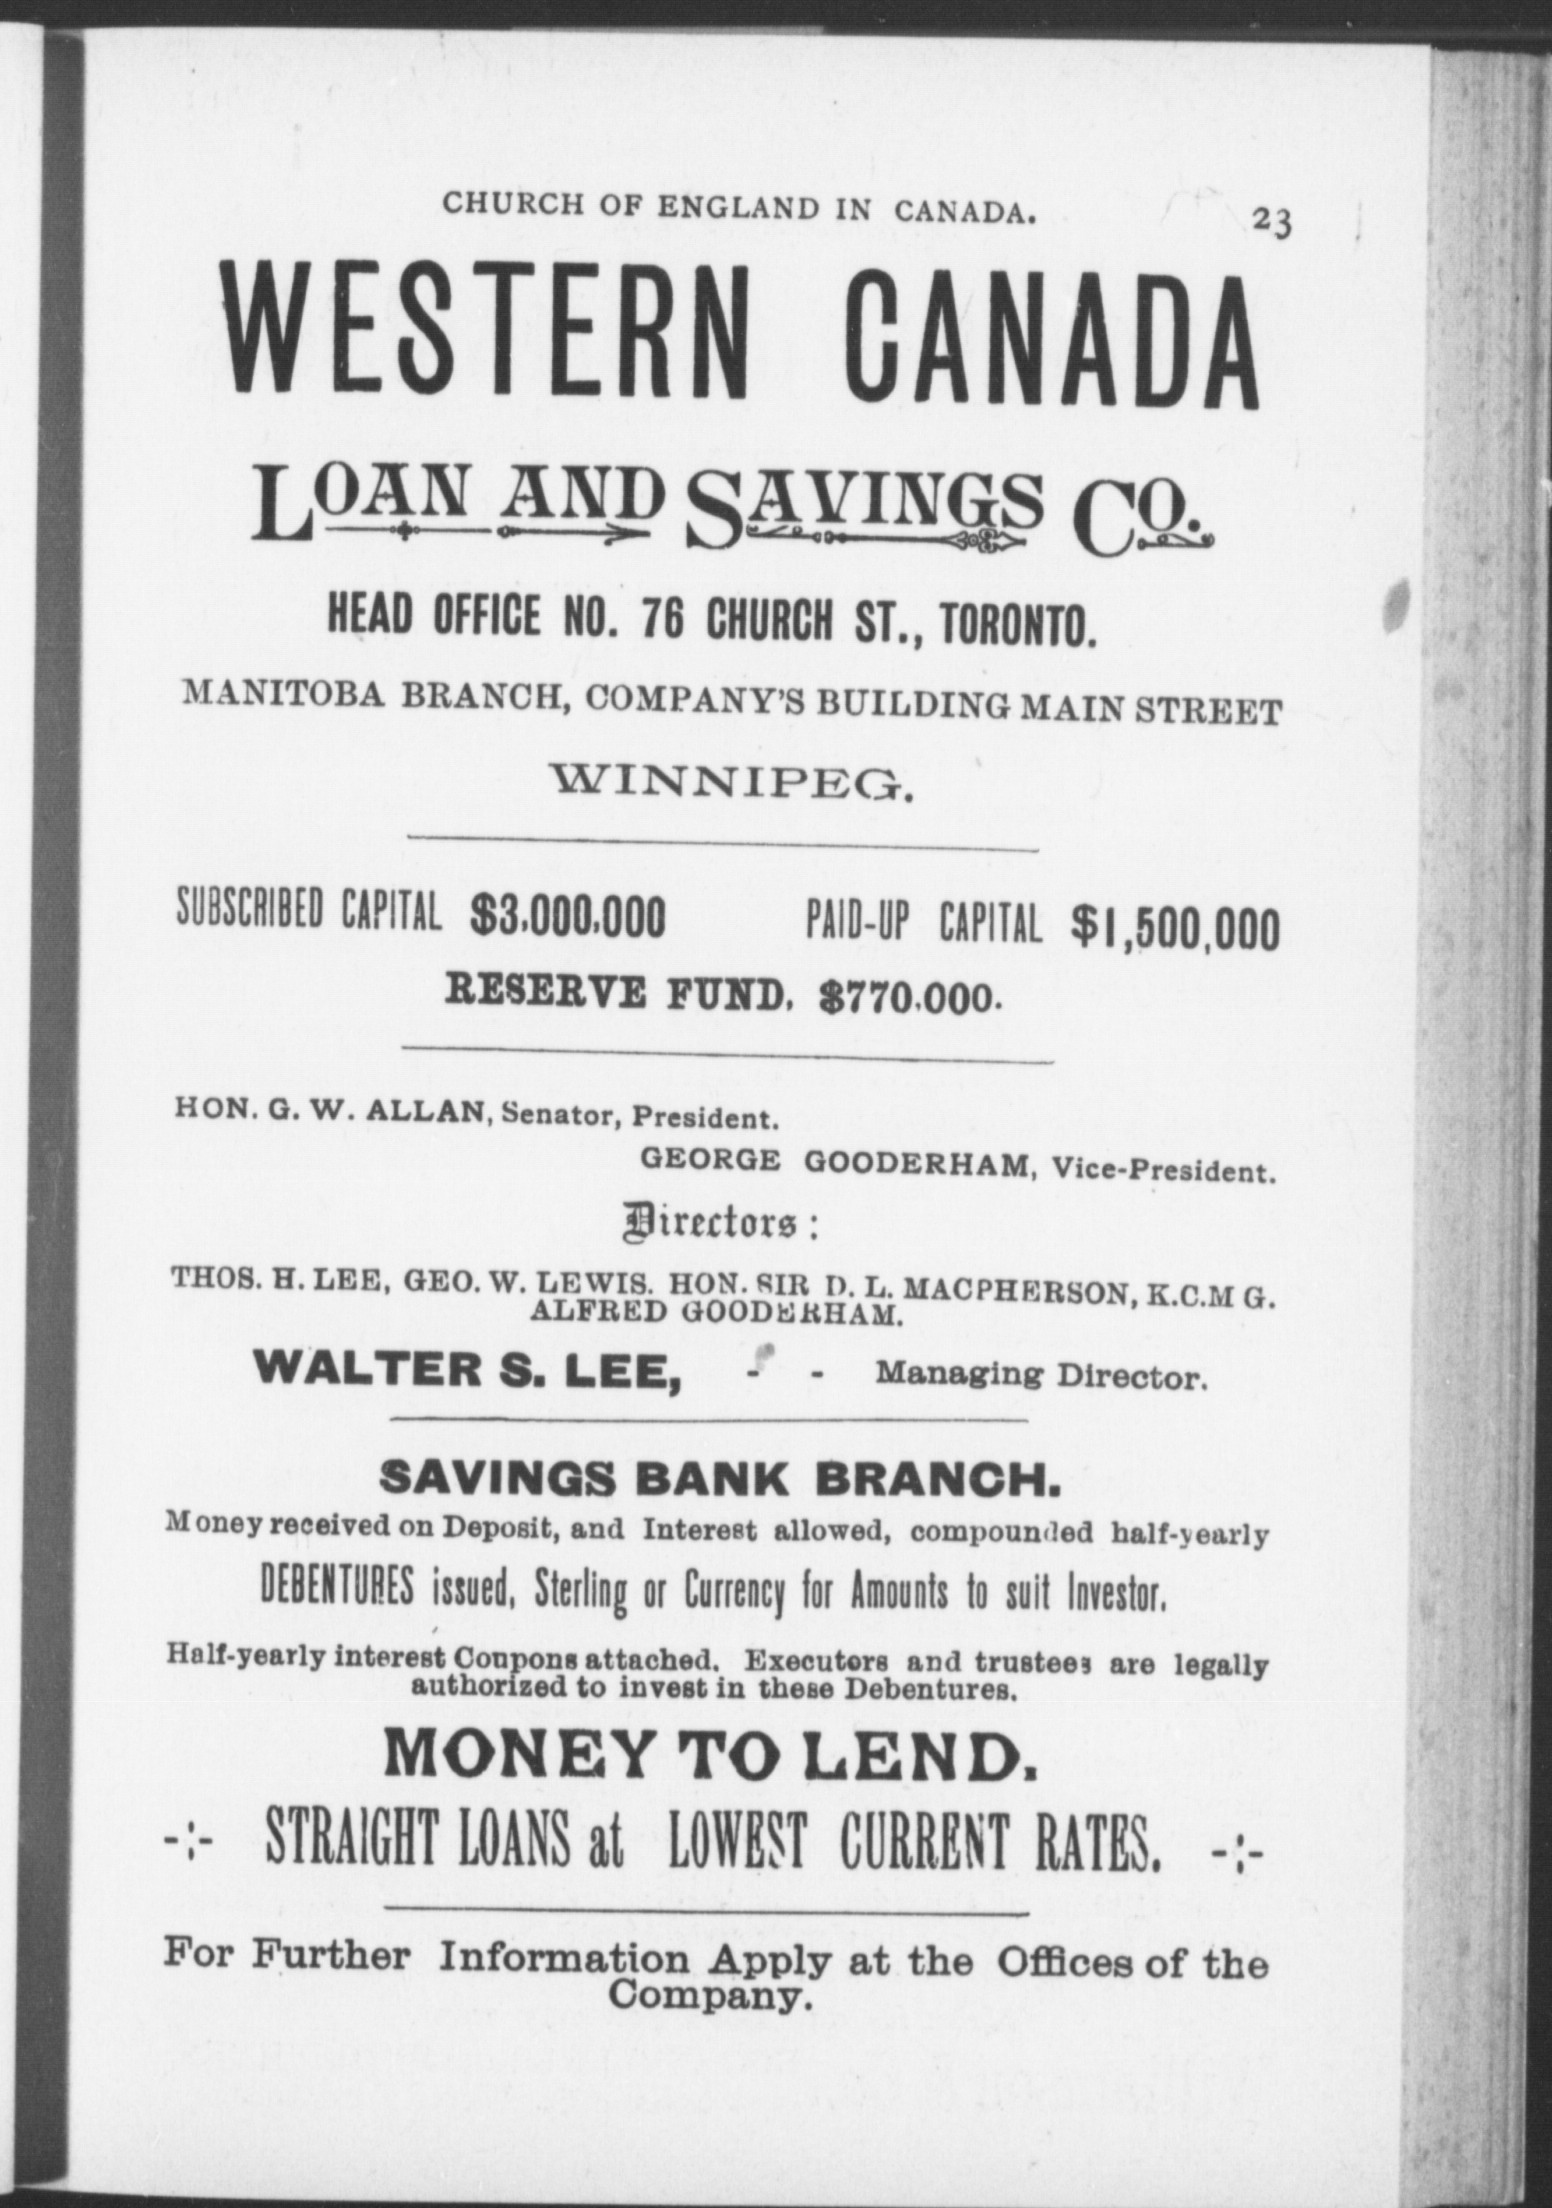 CHURCH OF ENGLAND IN CANADA. 23
WESTERN CANADA
LOAN AND SAVINGS CO.
HEAD OFFICE NO. 76 CHURCH ST., TORONTO.
MANITOBA BRANCH, COMPANY'S BUILDING MAIN STREET
WINNIPEG.
SUBSCRIBED CAPITAL $3,000,000 PAID-UP CAPITAL $1,500,000
RESERVE FUND, $770,000.
HON. G. W. ALLAN, Senator, President.
GEORGE GOODERHAM, Vice-President.
Directors:
THOS. H. LEE, GEO. W. LEWIS. HON. SIR D. L. MACPHERSON, K.C.M G.
ALFRED GOODERHAM.
WALTER S. LEE, - - Managing Director.
SAVINGS BANK BRANCH.
Money received on Deposit, and Interest allowed, compounded half-yearly
DEBENTURES issued, Sterling or Currency for Amounts to suit Investor.
Half-yearly interest Coupons attached. Executors and trustees are legally
authorized to invest in these Debentures.
MONEY TO LEND.
-:- STRAIGHT LOANS at LOWEST CURRENT RATES. -:-
For Further Information Apply at the Offices of the
Company.